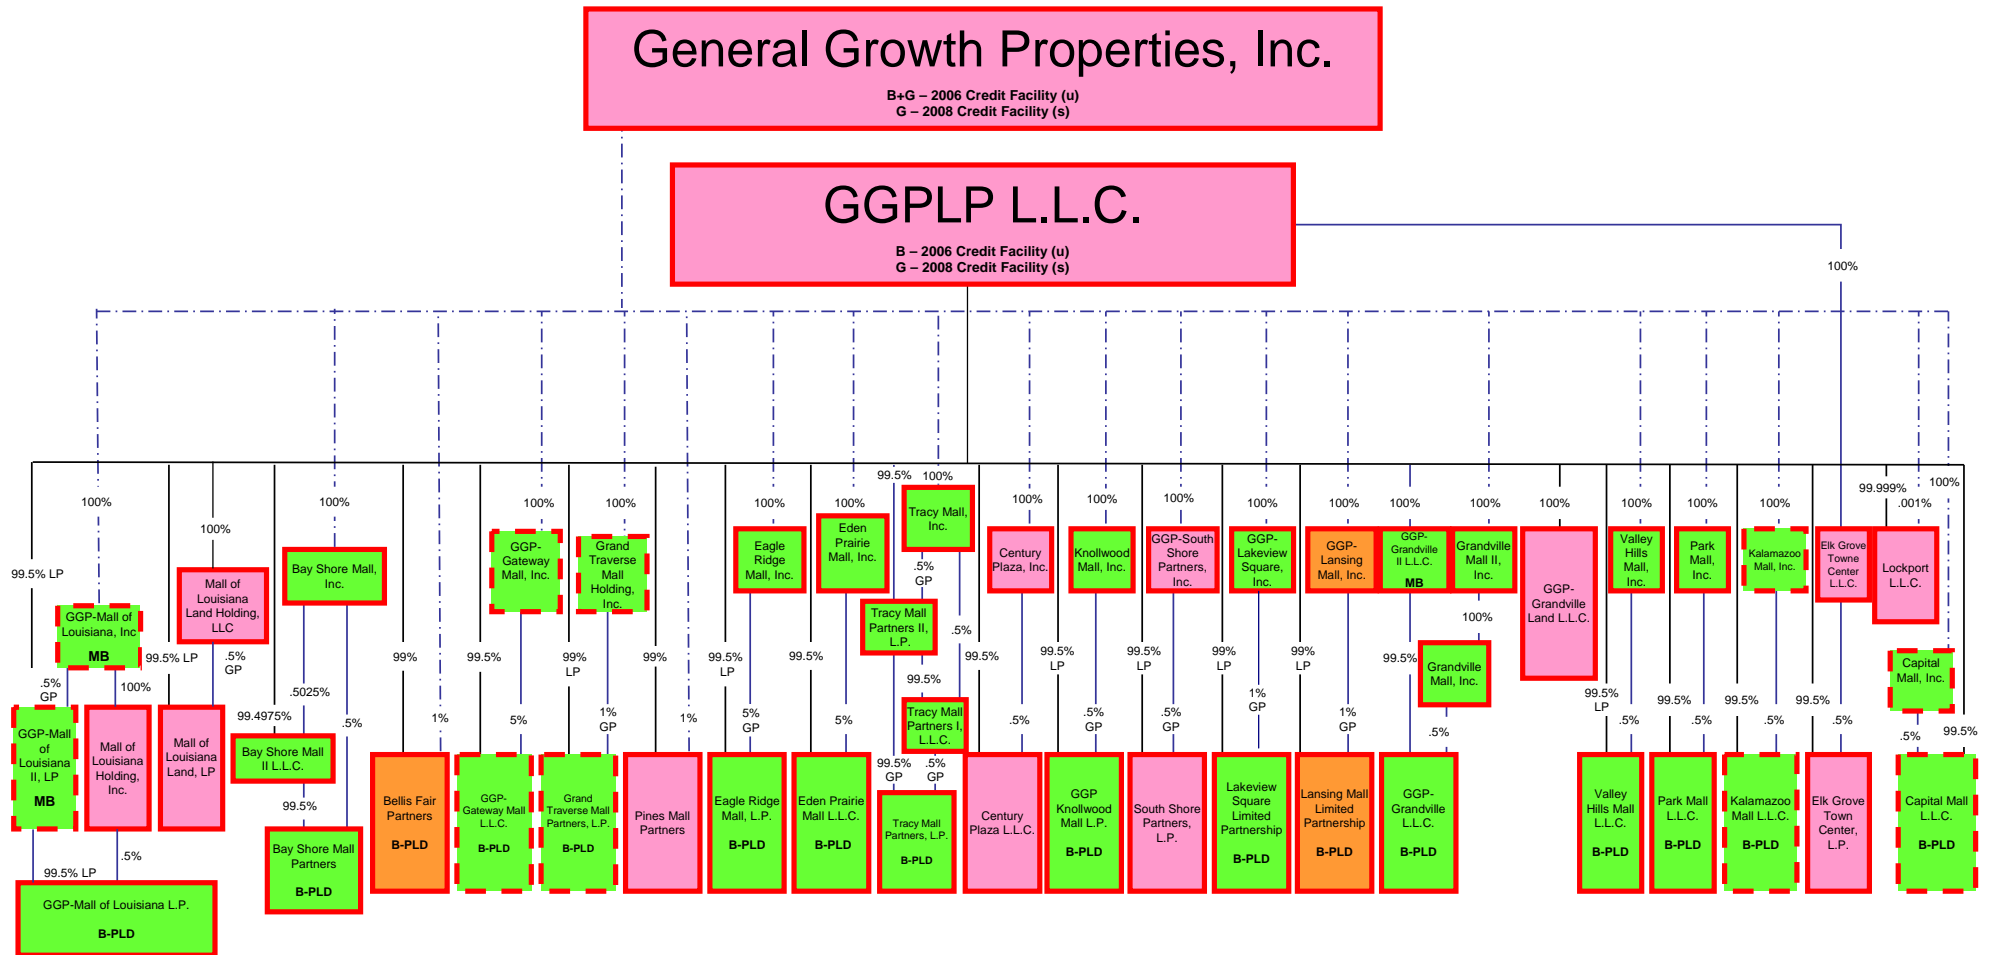 General Growth Properties, Inc.
B+G – 2006 Credit Facility (u)
G – 2008 Credit Facility (s)
GGPLP L.L.C.
B – 2006 Credit Facility (u)
G – 2008 Credit Facility (s)
100%
99.5% LP
100%
GGP-Mall of
Louisiana, Inc
MB
.5%
GP
100%
GGP-Mall
of
Louisiana
II, LP
MB
Mall of
Louisiana
Holding,
Inc.
99.5% LP
.5%
GGP-Mall of Louisiana L.P.
B-PLD
99.5% LP
100%
Mall of
Louisiana
Land Holding,
LLC
.5%
GP
Mall of
Louisiana
Land, LP
100%
Bay Shore Mall,
Inc.
.5025%
99.4975%
.5%
Bay Shore Mall
II L.L.C.
99.5%
Bay Shore Mall
Partners
B-PLD
99%
1%
Bellis Fair
Partners
B-PLD
100%
GGP-
Gateway
Mall, Inc.
99.5%
5%
GGP-
Gateway Mall
L.L.C.
B-PLD
100%
Grand
Traverse
Mall
Holding,
Inc.
99%
LP
1%
GP
Grand
Traverse Mall
Partners, L.P.
B-PLD
99%
1%
Pines Mall
Partners
100%
Eagle
Ridge
Mall, Inc.
99.5%
LP
5%
GP
Eagle Ridge
Mall, L.P.
B-PLD
100%
Eden
Prairie
Mall, Inc.
99.5%
5%
Eden Prairie
Mall L.L.C.
B-PLD
99.5%
100%
Tracy Mall,
Inc.
.5%
GP
Tracy Mall
Partners II,
L.P.
.5%
99.5%
Tracy Mall
Partners I,
L.L.C.
99.5%
GP
.5%
GP
Tracy Mall
Partners, L.P.
B-PLD
100%
Century
Plaza, Inc.
99.5%
.5%
Century
Plaza L.L.C.
100%
Knollwood
Mall, Inc.
99.5%
LP
.5%
GP
GGP
Knollwood
Mall L.P.
B-PLD
100%
GGP-South
Shore
Partners,
Inc.
99.5%
LP
.5%
GP
South Shore
Partners,
L.P.
100%
GGP-
Lakeview
Square,
Inc.
99%
LP
1%
GP
Lakeview
Square
Limited
Partnership
B-PLD
100%
GGP-
Lansing
Mall, Inc.
99%
LP
1%
GP
Lansing Mall
Limited
Partnership
B-PLD
100%
GGP-
Grandville
II L.L.C.
MB
99.5%
100%
Grandville
Mall II,
Inc.
100%
Grandville
Mall, Inc.
.5%
GGP-
Grandville
L.L.C.
B-PLD
100%
GGP-
Grandville
Land L.L.C.
100%
Valley
Hills
Mall,
Inc.
99.5%
LP
.5%
Valley
Hills Mall
L.L.C.
B-PLD
100%
Park
Mall,
Inc.
99.5%
.5%
Park Mall
L.L.C.
B-PLD
100%
Kalamazoo
Mall, Inc.
99.5%
.5%
Kalamazoo
Mall L.L.C.
B-PLD
Elk Grove
Towne
Center
L.L.C.
99.5%
.5%
Elk Grove
Town
Center,
L.P.
99.999%
.001%
Lockport
L.L.C.
100%
Capital
Mall, Inc.
.5%
99.5%
Capital Mall
L.L.C.
B-PLD